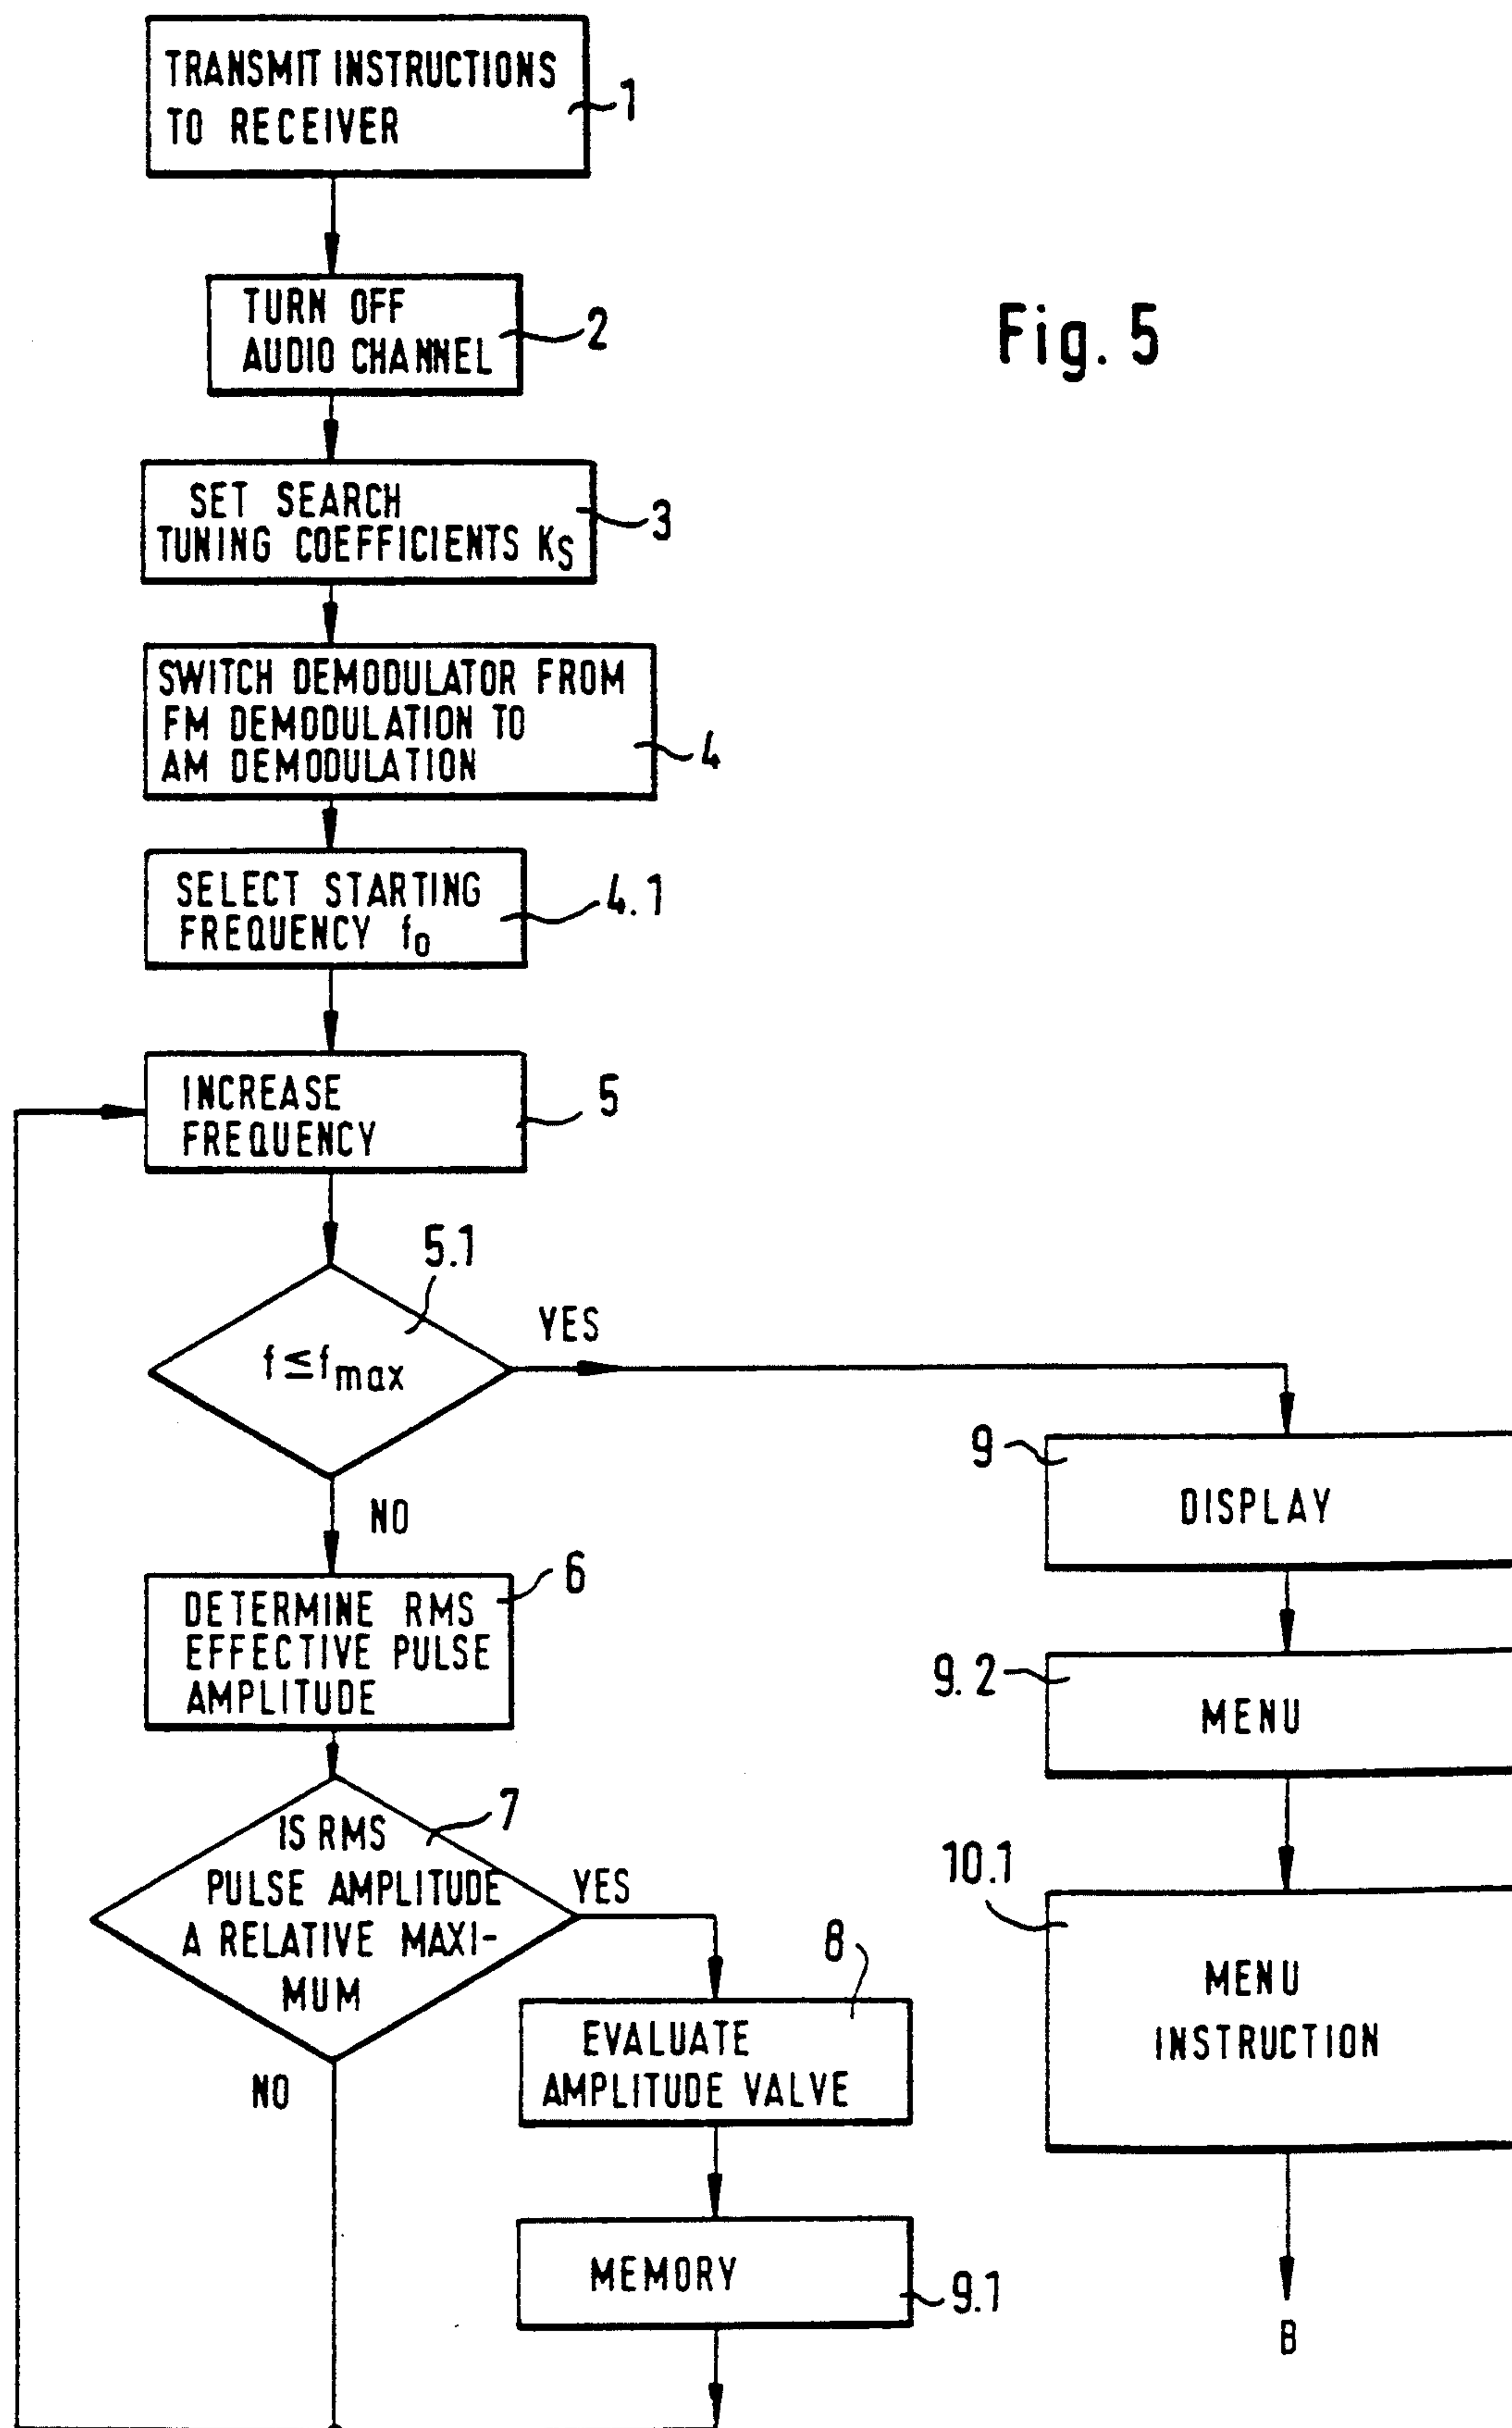 TRANSMIT INSTRUCTIONS
TO RECEIVER
1
TURN OFF
AUDIO CHANNEL
2
Fig. 5
SET SEARCH
TUNING COEFFICIENTS KS
3
SWITCH DEMODULATOR FROM
FM DEMODULATION TO
AM DEMODULATION
4
SELECT STARTING
FREQUENCY f0
4.1
INCREASE
FREQUENCY
5
5.1
f≤fmax
YES
NO
DETERMINE RMS
EFFECTIVE PULSE
AMPLITUDE
6
IS RMS
PULSE AMPLITUDE
A RELATIVE MAXI-
MUM
7
YES
NO
8
EVALUATE
AMPLITUDE VALVE
MEMORY
9.1
9
DISPLAY
9.2
MENU
10.1
MENU
INSTRUCTION
B